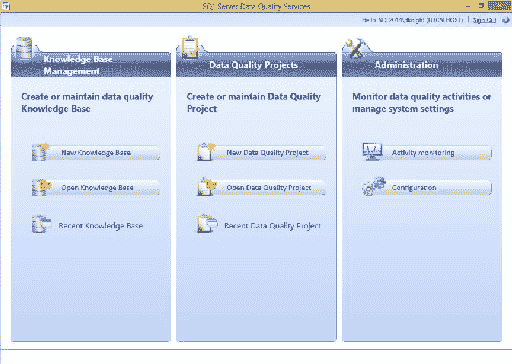 SQL Server Data Quality Services
Sign Out
Knowledge Base
Management
Create or maintain data quality
Knowledge Base
New Knowledge Base
Open Knowledge Base
Recent Knowledge Base
Data Quality Projects
Create or maintain Data Quality
Project
New Data Quality Project
Open Data Quality Project
Recent Data Quality Project
Administration
Monitor data quality activities or
manage system settings
Activity monitoring
Configuration